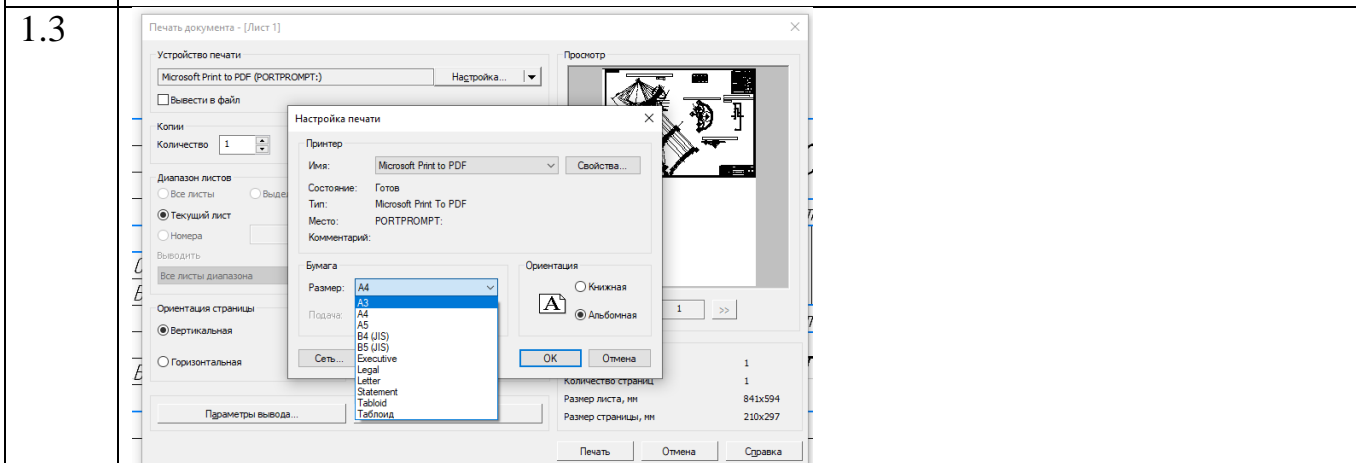 1.3
Печать документа - [Лист 1]
Устройство печати
Microsoft Print to PDF (PORTPROMPT:)
Настройка...
Вывести в файл
Просмотр
Копии
Количество 1
Диапазон листов
Все листы
Текущий лист
Номера
Выводить
Все листы диапазона
Ориентация страницы
Вертикальная
Горизонтальная
Параметры вывода...
Настройка печати
Принтер
Имя: Microsoft Print to PDF
Свойства...
Состояние: Готов
Тип: Microsoft Print To PDF
Место: PORTPROMPT:
Комментарий:
Бумага
Размер: A4
Подача:
A3
A4
A5
B4 (JIS)
B5 (JIS)
Executive
Legal
Letter
Statement
Tabloid
Таблоид
Ориентация
Книжная
Альбомная
Сеть...
OK
Отмена
1 >>
1
Количество страниц 1
Размер листа, мм 841x594
Размер страницы, мм 210x297
Печать
Отмена
Справка